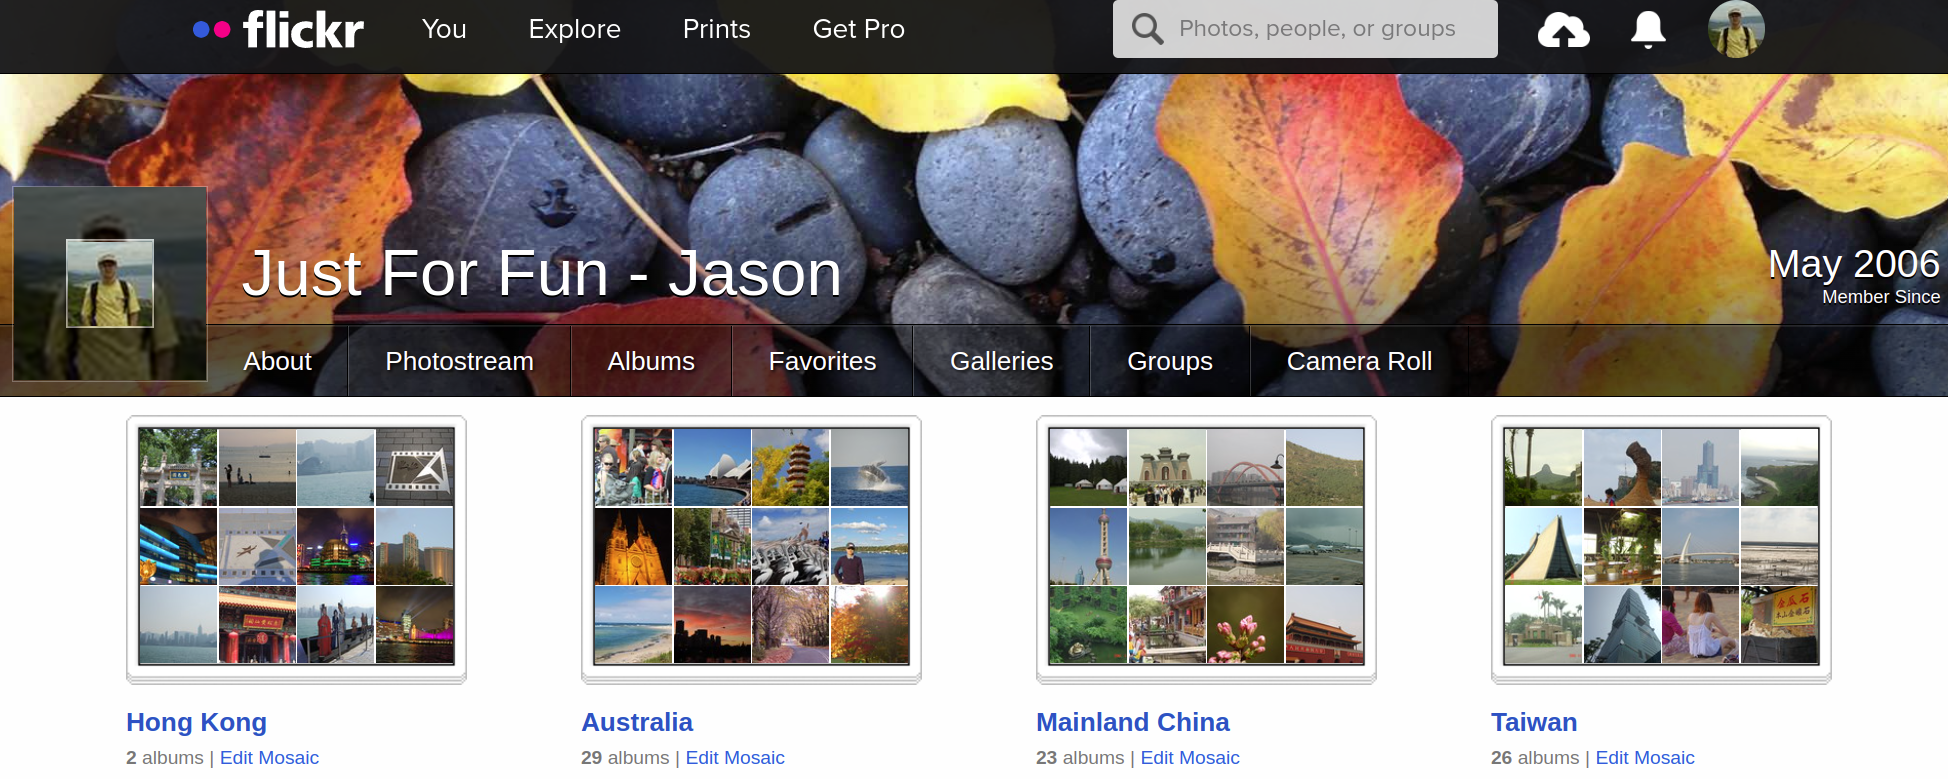 flickr You Explore Prints Get Pro Photos, people, or groups
Just For Fun - Jason
May 2006
Member Since
About Photostream Albums Favorites Galleries Groups Camera Roll
Hong Kong
2 albums | Edit Mosaic
Australia
29 albums | Edit Mosaic
Mainland China
23 albums | Edit Mosaic
Taiwan
26 albums | Edit Mosaic